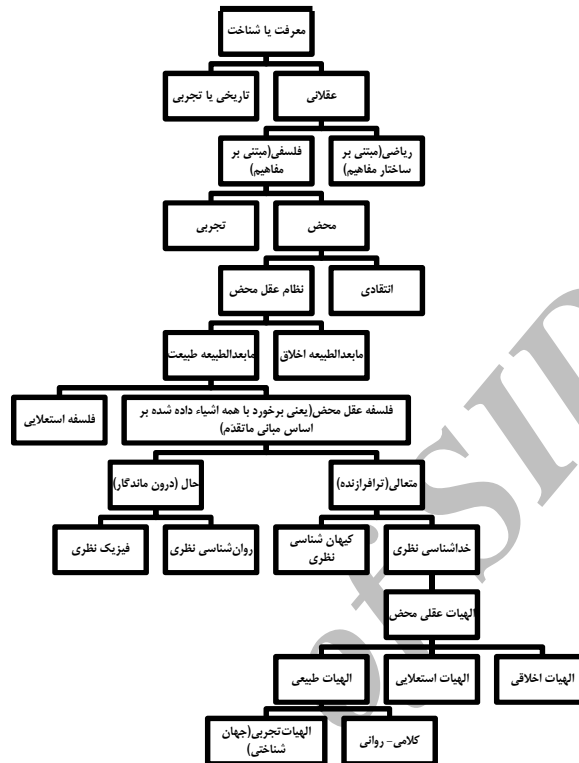 معرفت یا شناخت
عقلانی
تاریخی یا تجربی
ریاضی(مبتنی بر
ساختار مفاهیم)
فلسفی(مبتنی بر
مفاهیم)
محض
تجربی
انتقادی
نظام عقل محض
مابعدالطبیعه اخلاق
مابعدالطبیعه طبیعت
فلسفه عقل محض(یعنی برخورد با همه اشیاء داده شده بر
اساس مبانی ماتقدّم)
فلسفه استعلایی
متعالی(ترافرازنده)
حال (درون ماندگار)
خداشناسی نظری
کیهان شناسی
نظری
روان‌شناسی نظری
فیزیک نظری
الهیات عقلی محض
الهیات اخلاقی
الهیات استعلایی
الهیات طبیعی
کلامی- روانی
الهیات‌تجربی(جهان
شناختی)
of SID